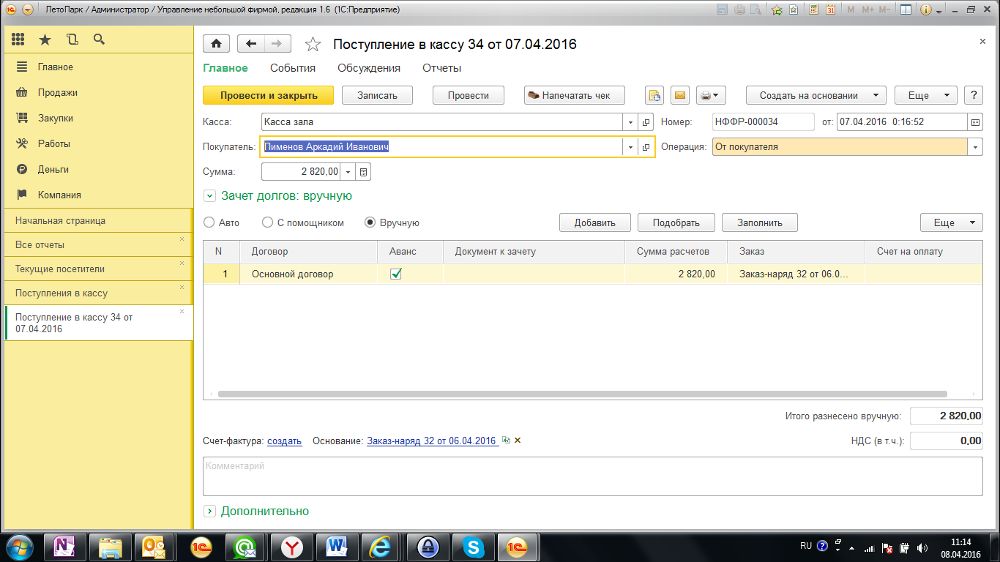 ЛетоПарк / Администратор / Управление небольшой фирмой, редакция 1.6 (1С:Предприятие)
M M+ M-
Главное
Продажи
Закупки
Работы
Деньги
Компания
Начальная страница
Все отчеты
Текущие посетители
Поступления в кассу
Поступление в кассу 34 от
07.04.2016
Поступление в кассу 34 от 07.04.2016
Главное События Обсуждения Отчеты
Провести и закрыть Записать Провести Напечатать чек Создать на основании Еще ?
Касса: Касса зала Номер: НФФР-000034 от: 07.04.2016 0:16:52
Покупатель: Пименов Аркадий Иванович Операция: От покупателя
Сумма: 2 820,00
Зачет долгов: вручную
Авто С помощником Вручную Добавить Подобрать Заполнить Еще
N Договор Аванс Документ к зачету Сумма расчетов Заказ Счет на оплату
1 Основной договор 2 820,00 Заказ-наряд 32 от 06.0...
Итого разнесено вручную: 2 820,00
Счет-фактура: создать Основание: Заказ-наряд 32 от 06.04.2016 НДС (в т.ч.): 0,00
Комментарий
Дополнительно
RU 11:14
08.04.2016